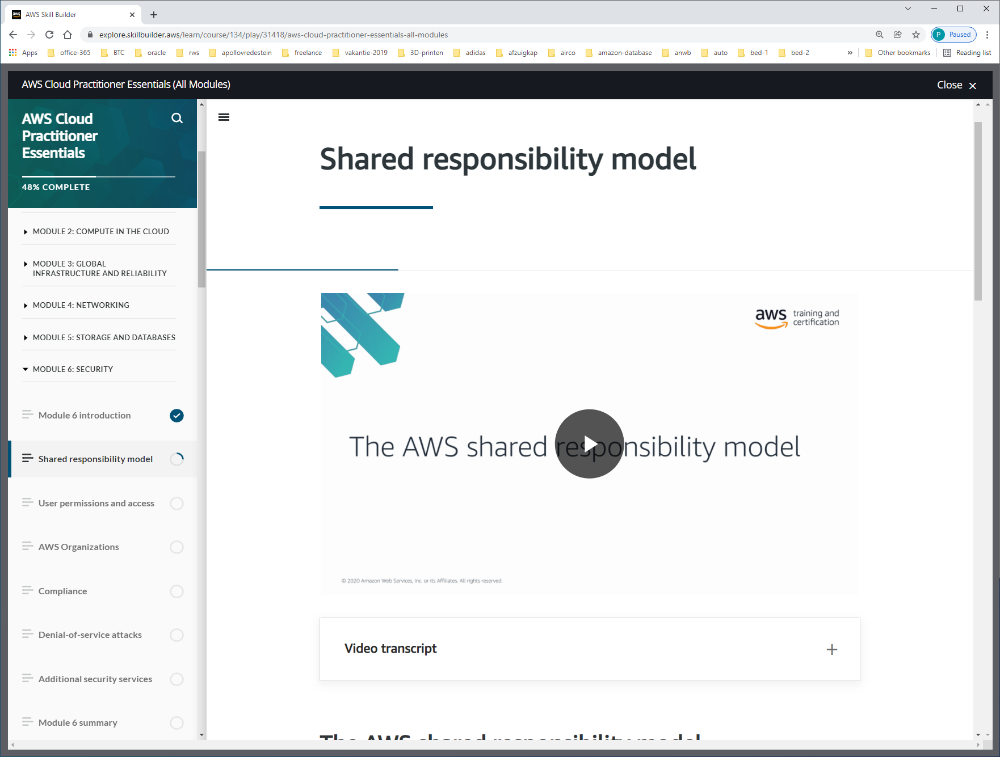 AWS Skill Builder
explore.skillbuilder.aws/learn/course/134/play/31418/aws-cloud-practitioner-essentials-all-modules
P Paused
Apps office-365 BTC oracle rws apollovredestein freelance vakantie-2019 3D-printen adidas afzuigkap airco amazon-database anwb auto bed-1 bed-2 » Other bookmarks Reading list
AWS Cloud Practitioner Essentials (All Modules)
Close
AWS Cloud
Practitioner
Essentials
48% COMPLETE
MODULE 2: COMPUTE IN THE CLOUD
MODULE 3: GLOBAL
INFRASTRUCTURE AND RELIABILITY
MODULE 4: NETWORKING
MODULE 5: STORAGE AND DATABASES
MODULE 6: SECURITY
Module 6 introduction
Shared responsibility model
User permissions and access
AWS Organizations
Compliance
Denial-of-service attacks
Additional security services
Module 6 summary
Shared responsibility model
aws training and
certification
The AWS shared responsibility model
© 2020 Amazon Web Services, Inc. or its Affiliates. All rights reserved.
Video transcript
The AWS shared responsibility model